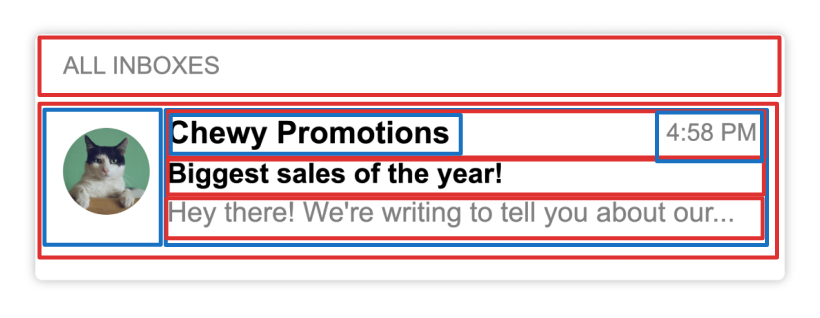 ALL INBOXES
Chewy Promotions 4:58 PM
Biggest sales of the year!
Hey there! We're writing to tell you about our...